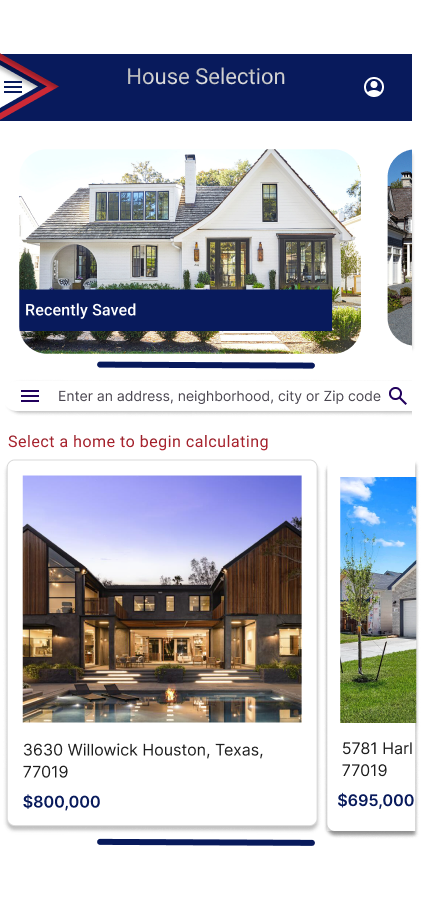 House Selection
Recently Saved
Enter an address, neighborhood, city or Zip code
Select a home to begin calculating
3630 Willowick Houston, Texas,
77019
$800,000
5781 Harl
77019
$695,000